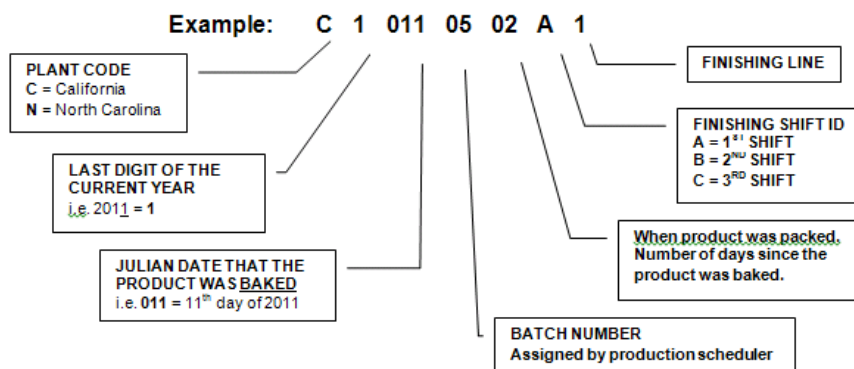 Example: C 1 011 05 02 A 1
PLANT CODE
C = California
N = North Carolina
FINISHING LINE
FINISHING SHIFT ID
A = 1ST SHIFT
B = 2ND SHIFT
C = 3RD SHIFT
LAST DIGIT OF THE
CURRENT YEAR
i.e. 2011 = 1
When product was packed.
Number of days since the
product was baked.
JULIAN DATE THAT THE
PRODUCT WAS BAKED
i.e. 011 = 11th day of 2011
BATCH NUMBER
Assigned by production scheduler